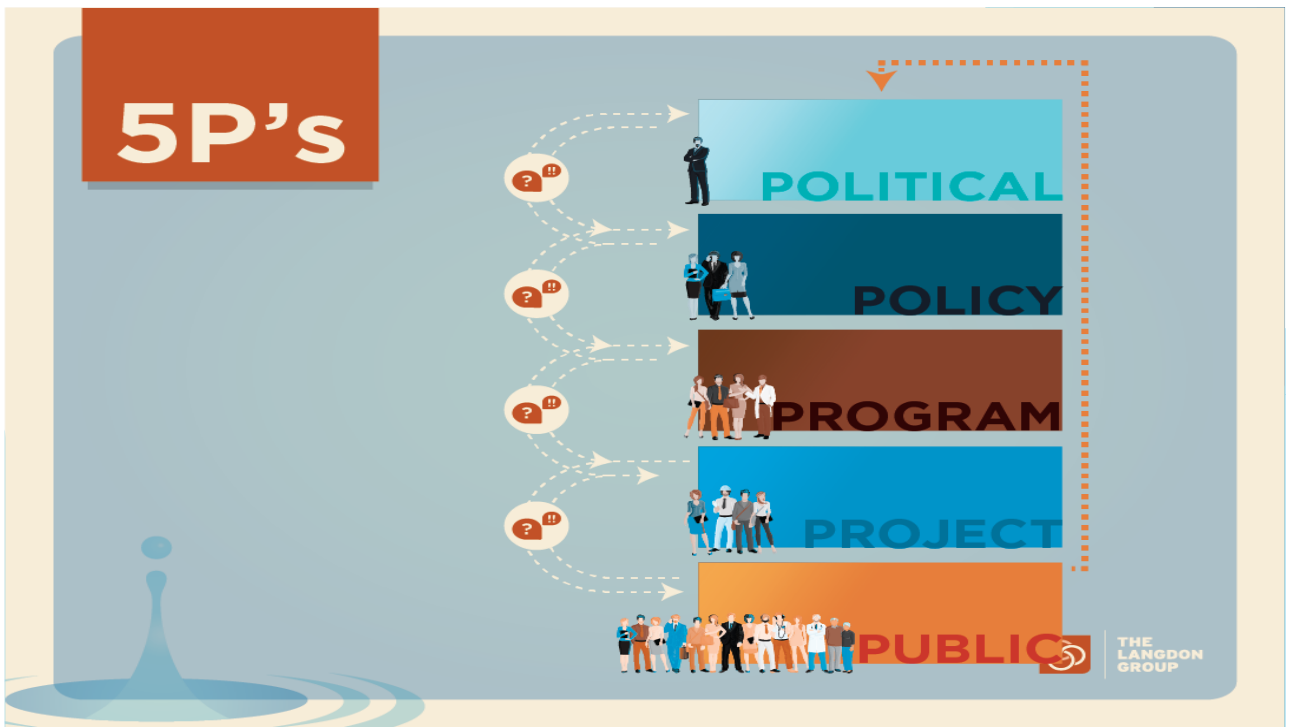 5P's
? !!
POLITICAL
? !!
POLICY
? !!
PROGRAM
? !!
PROJECT
PUBLIC
THE
LANGDON
GROUP